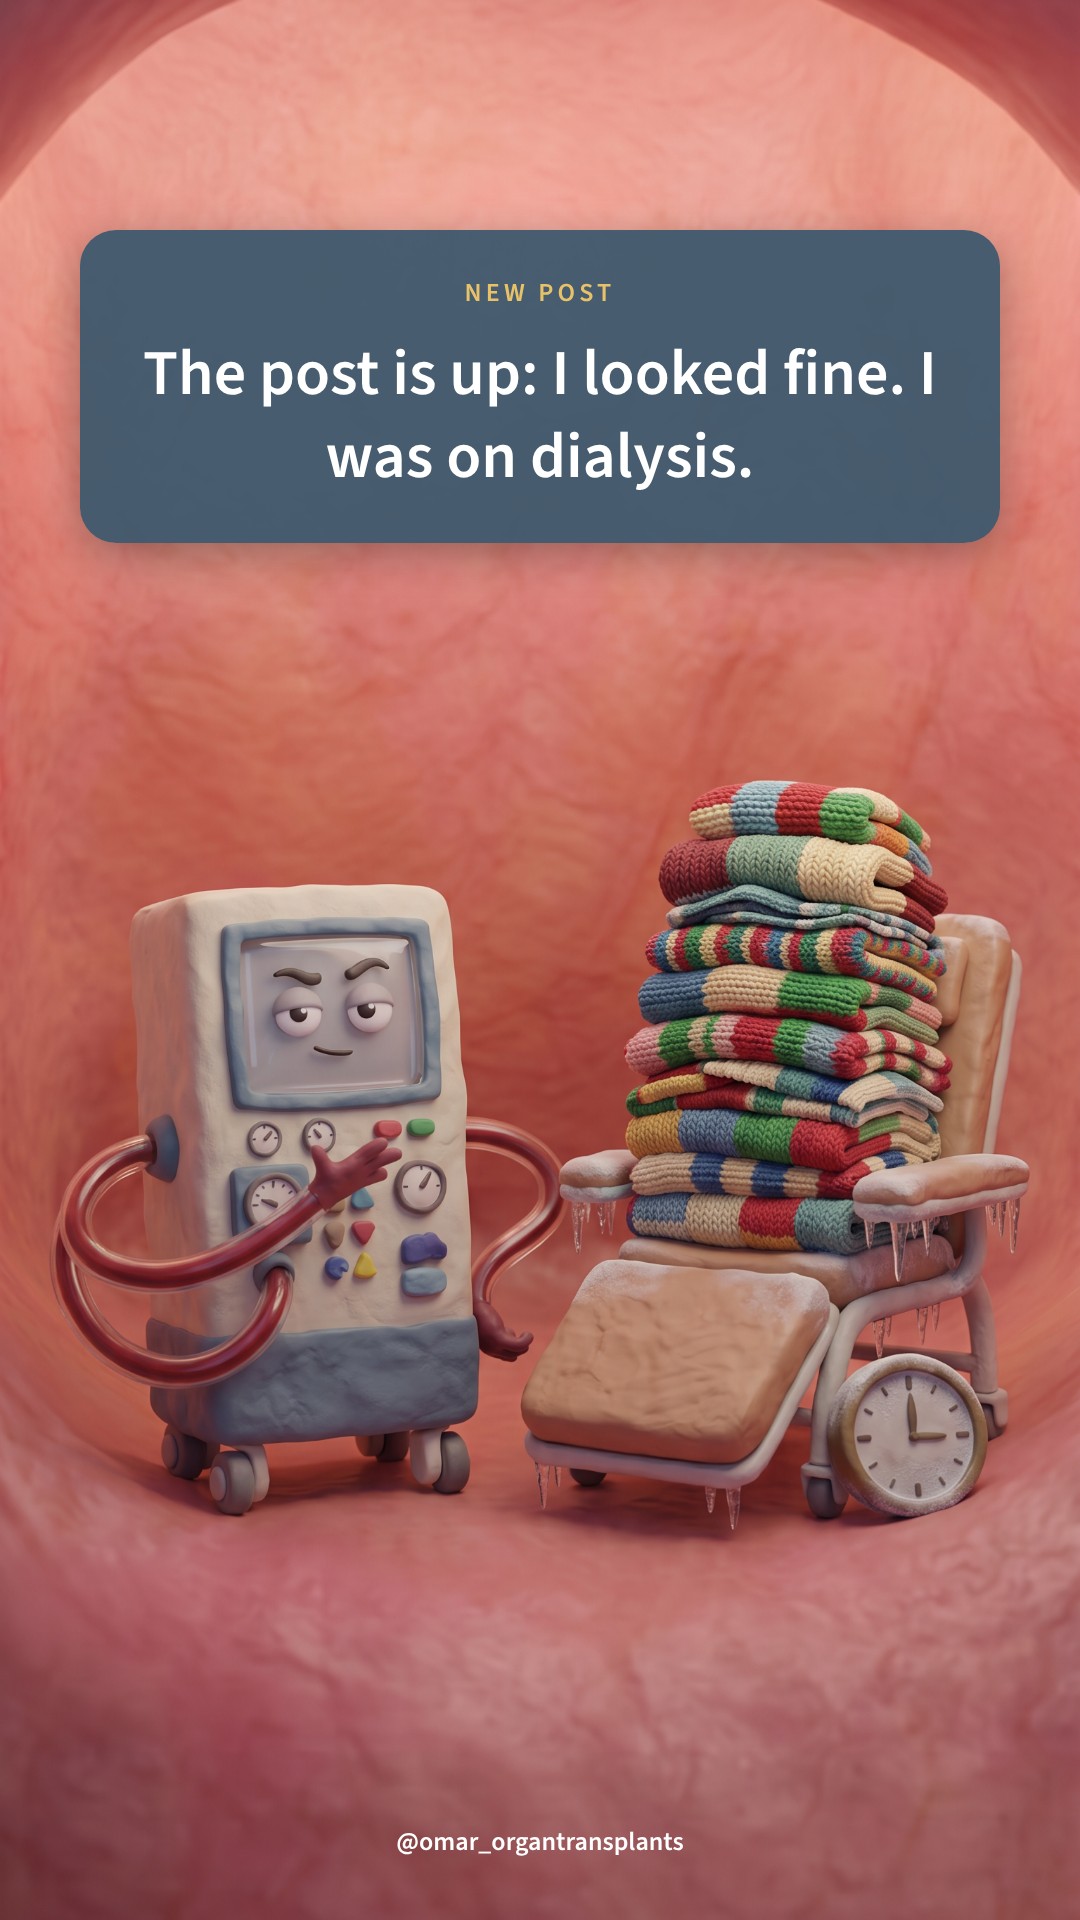 NEW POST
The post is up: I looked fine. I
was on dialysis.
@omar_organtransplants